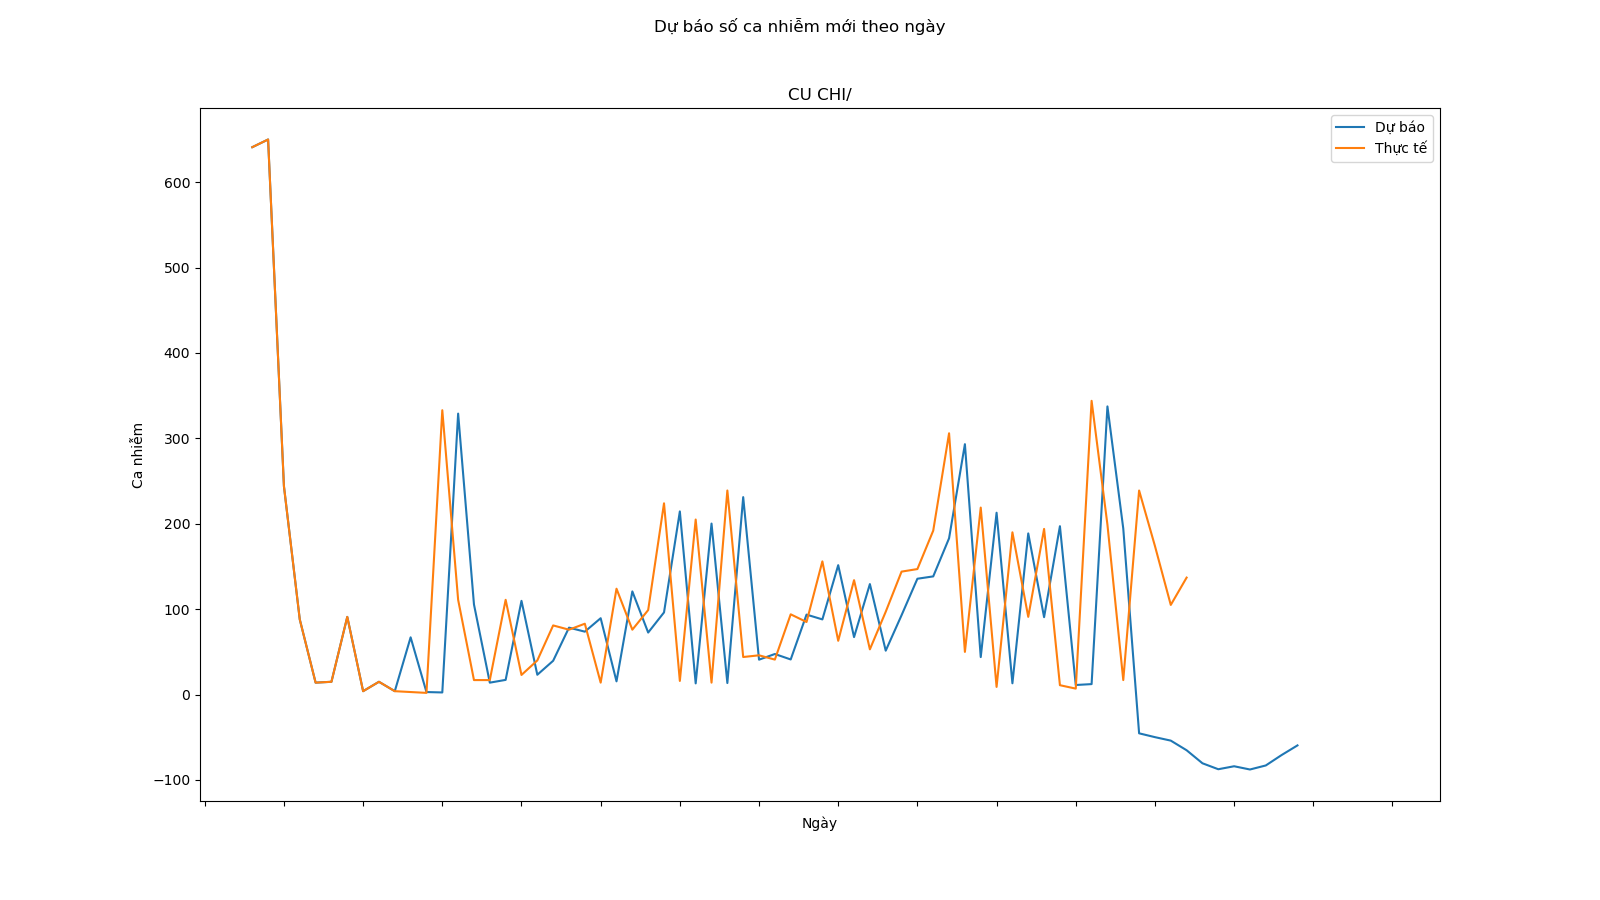 Dự báo số ca nhiễm mới theo ngày
CU CHI/
Dự báo
Thực tế
600
500
400
300
200
100
0
−100
Ca nhiễm
Ngày